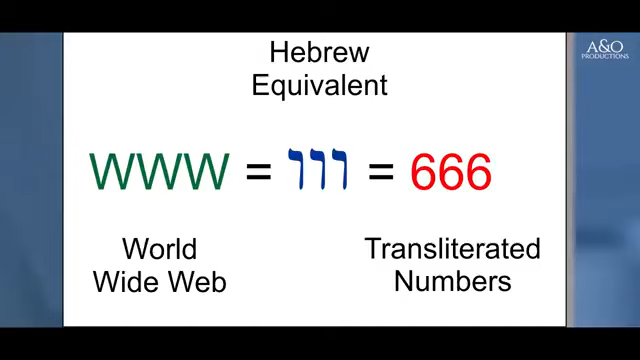 A&O
PRODUCTIONS
Hebrew
Equivalent
WWW = ווו = 666
World
Wide Web
Transliterated
Numbers